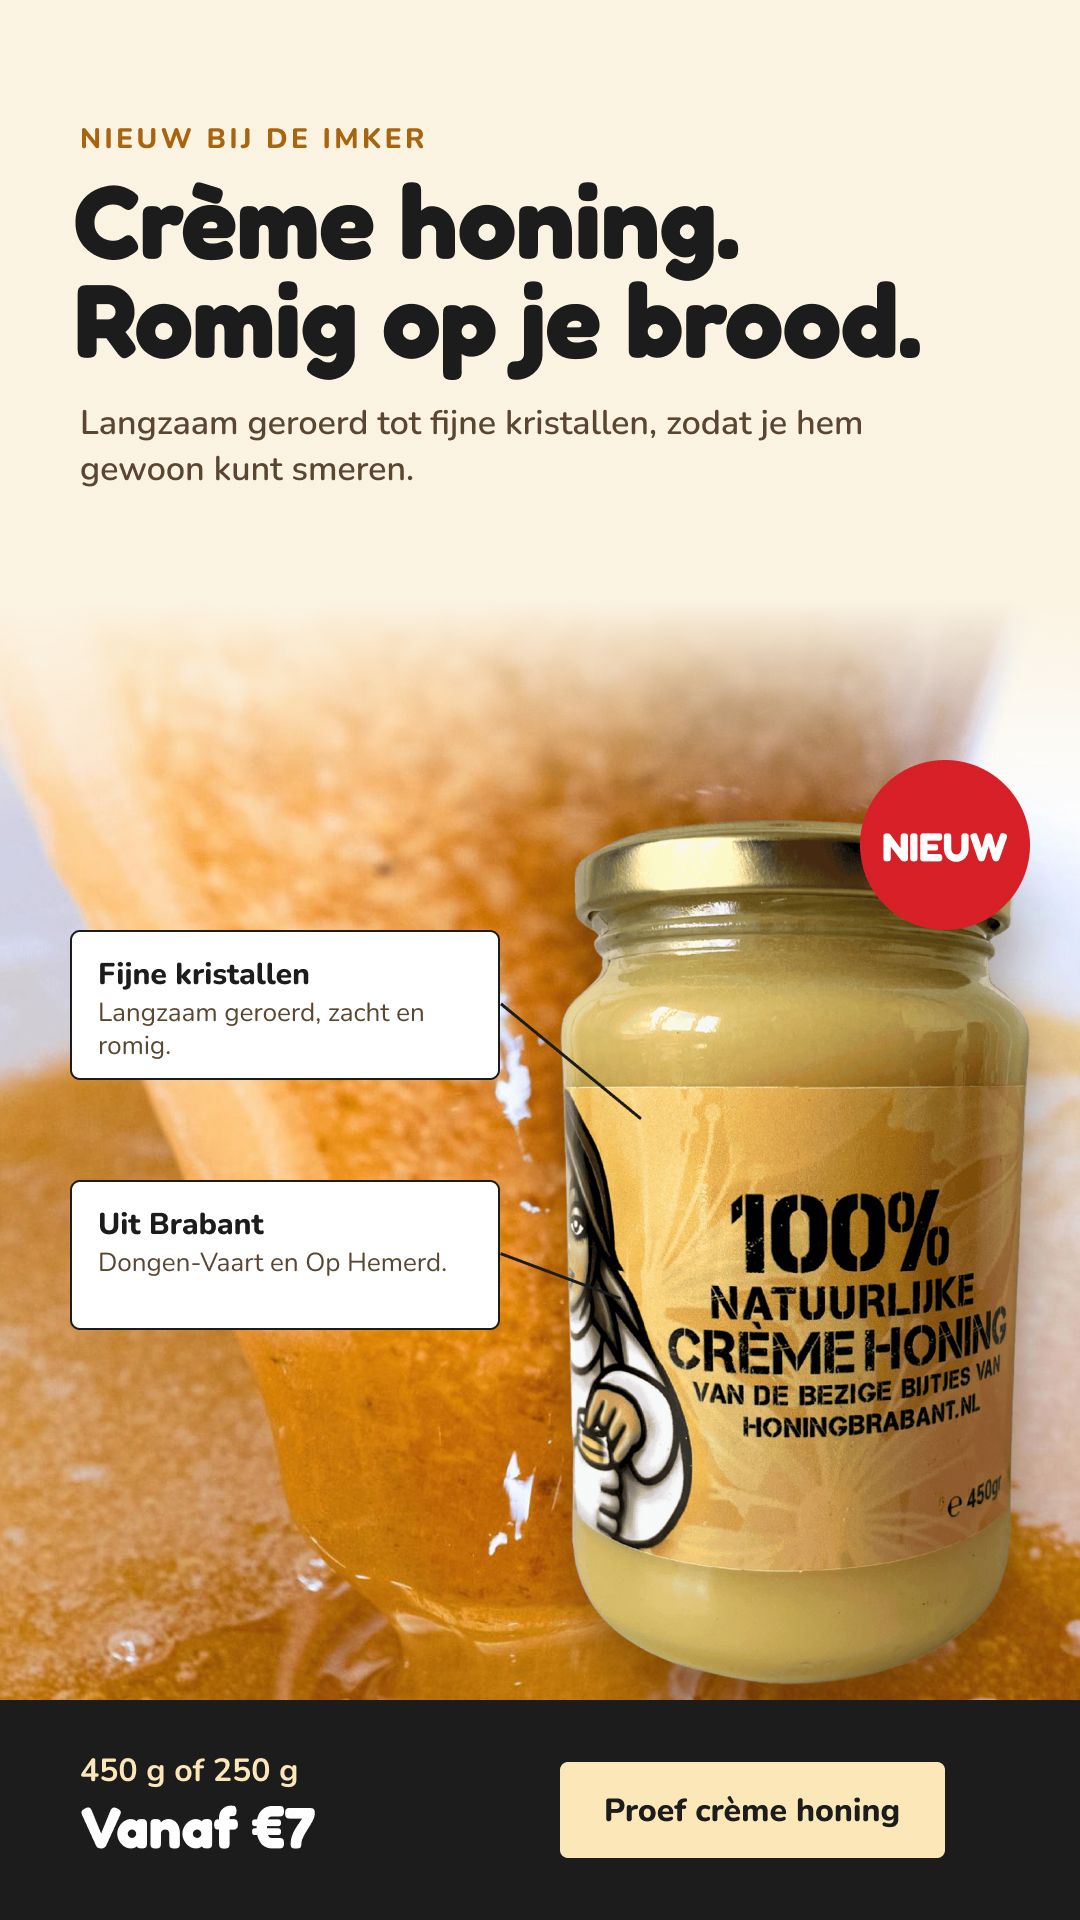 NIEUW BIJ DE IMKER
Crème honing.
Romig op je brood.
Langzaam geroerd tot fijne kristallen, zodat je hem
gewoon kunt smeren.
NIEUW
Fijne kristallen
Langzaam geroerd, zacht en
romig.
Uit Brabant
Dongen-Vaart en Op Hemerd.
100%
NATUURLIJKE
CRÈME HONING
VAN DE BEZIGE BIJTJES VAN
HONINGBRABANT.NL
℮ 450gr
450 g of 250 g
Vanaf €7
Proef crème honing